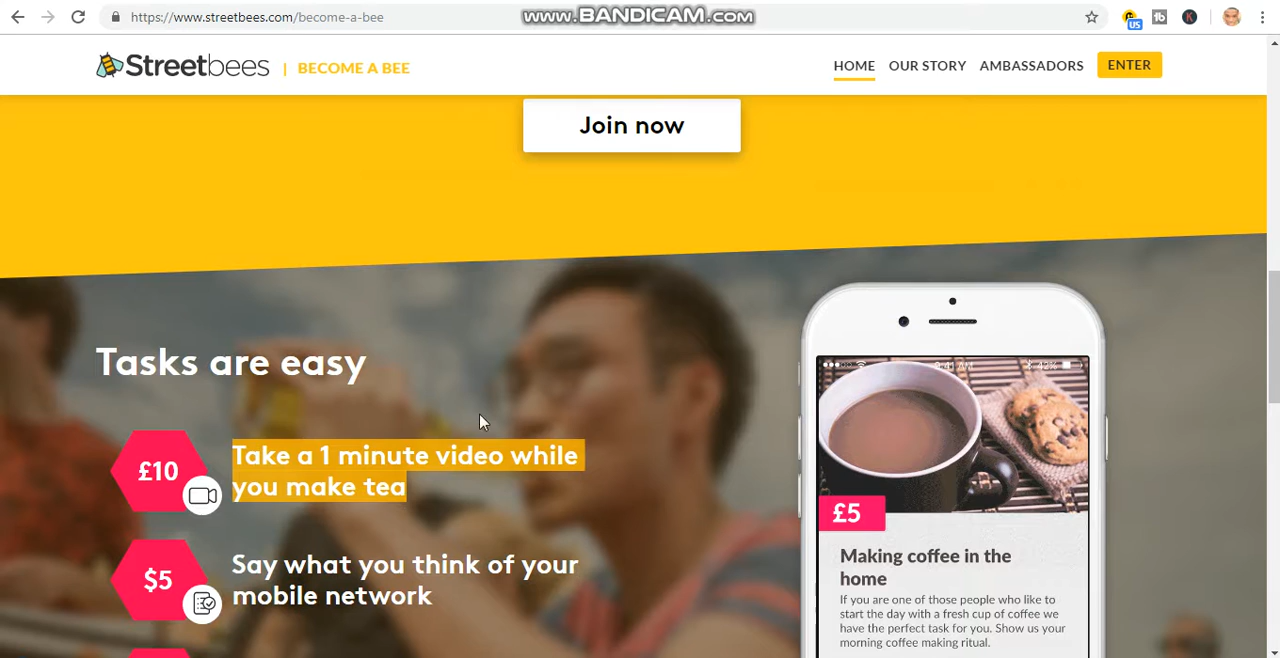 https://www.streetbees.com/become-a-bee
www.BANDICAM.com
US
Streetbees | BECOME A BEE
HOME OUR STORY AMBASSADORS ENTER
Join now
Tasks are easy
£10
Take a 1 minute video while
you make tea
$5
Say what you think of your
mobile network
42%
£5
Making coffee in the
home
If you are one of those people who like to
start the day with a fresh cup of coffee we
have the perfect task for you. Show us your
morning coffee making ritual.